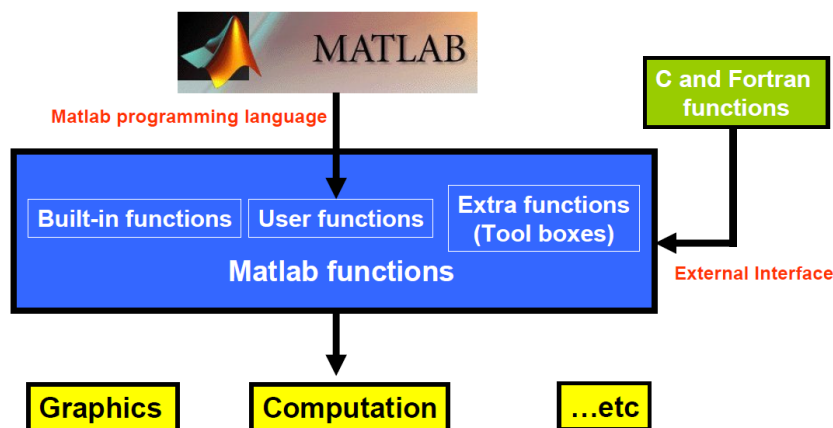 MATLAB
C and Fortran
functions
Matlab programming language
Built-in functions
User functions
Extra functions
(Tool boxes)
Matlab functions
External Interface
Graphics
Computation
...etc